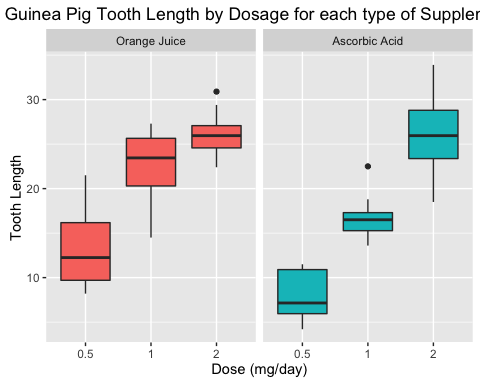 Guinea Pig Tooth Length by Dosage for each type of
Orange Juice
Ascorbic Acid
Tooth Length
30
20
10
0.5 1 2
0.5 1 2
Dose (mg/day)